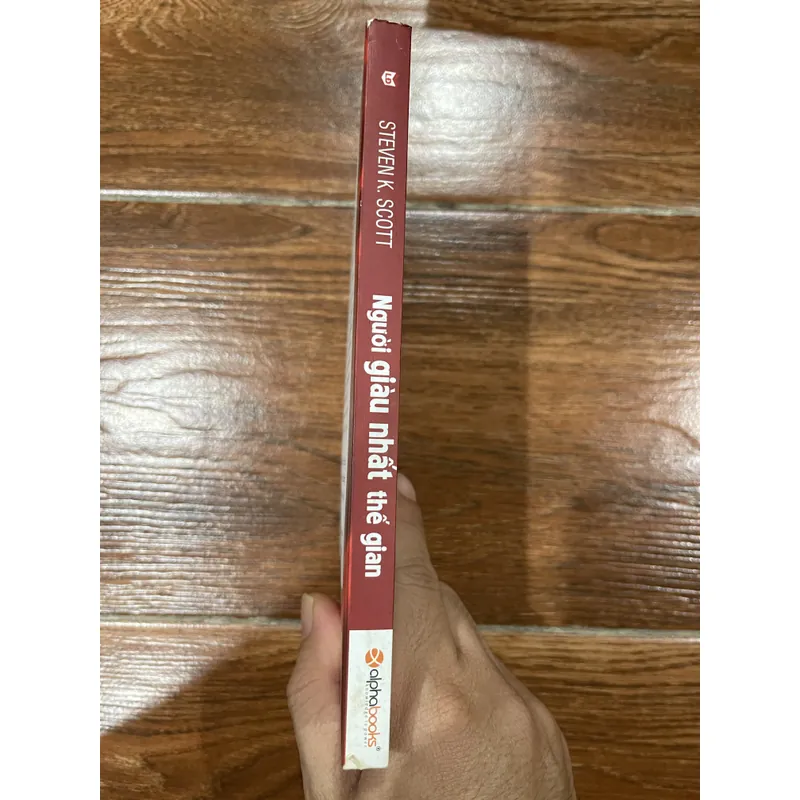 STEVEN K. SCOTT
Người giàu nhất thế gian
alphabooks®